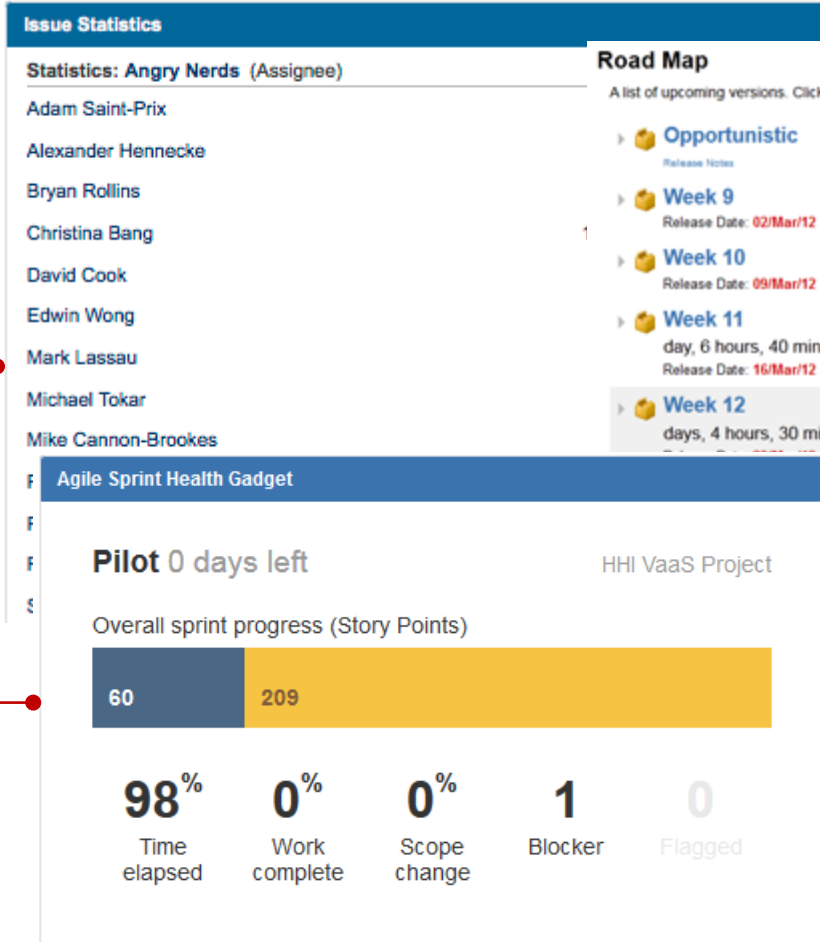 Issue Statistics
Statistics: Angry Nerds (Assignee)
Adam Saint-Prix
Alexander Hennecke
Bryan Rollins
Christina Bang
David Cook
Edwin Wong
Mark Lassau
Michael Tokar
Mike Cannon-Brookes
Road Map
A list of upcoming versions.
Opportunistic
Release Notes
Week 9
Release Date: 02/Mar/12
Week 10
Release Date: 09/Mar/12
Week 11
day, 6 hours, 40 min
Release Date: 16/Mar/12
Week 12
days, 4 hours, 30
Agile Sprint Health Gadget
Pilot 0 days left
HHI VaaS Project
Overall sprint progress (Story Points)
60 209
98% 0% 0% 1 0
Time elapsed
Work complete
Scope change
Blocker
Flagged